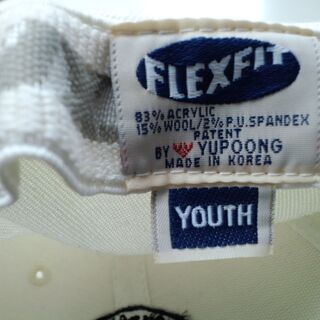 FLEXFIT
83% ACRYLIC
15% WOOL/2% P.U.SPANDEX
PATENT
BY YUPOONG
MADE IN KOREA
YOUTH